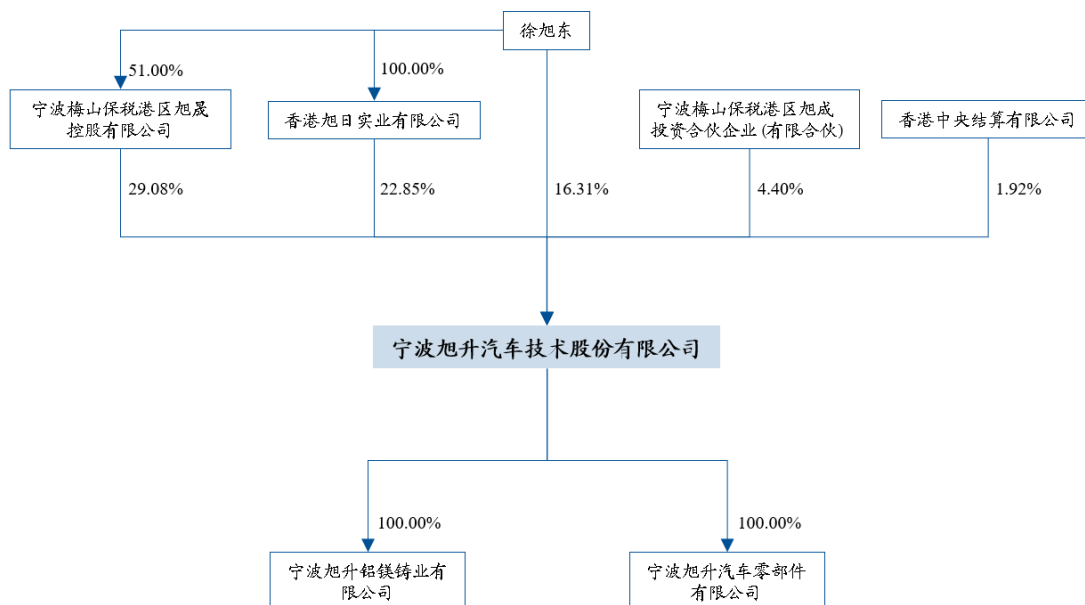 徐旭东
51.00%
100.00%
宁波梅山保税港区旭晟
控股有限公司
香港旭日实业有限公司
宁波梅山保税港区旭成
投资合伙企业(有限合伙)
香港中央结算有限公司
29.08%
22.85%
16.31%
4.40%
1.92%
宁波旭升汽车技术股份有限公司
100.00%
100.00%
宁波旭升铝镁铸业有
限公司
宁波旭升汽车零部件
有限公司